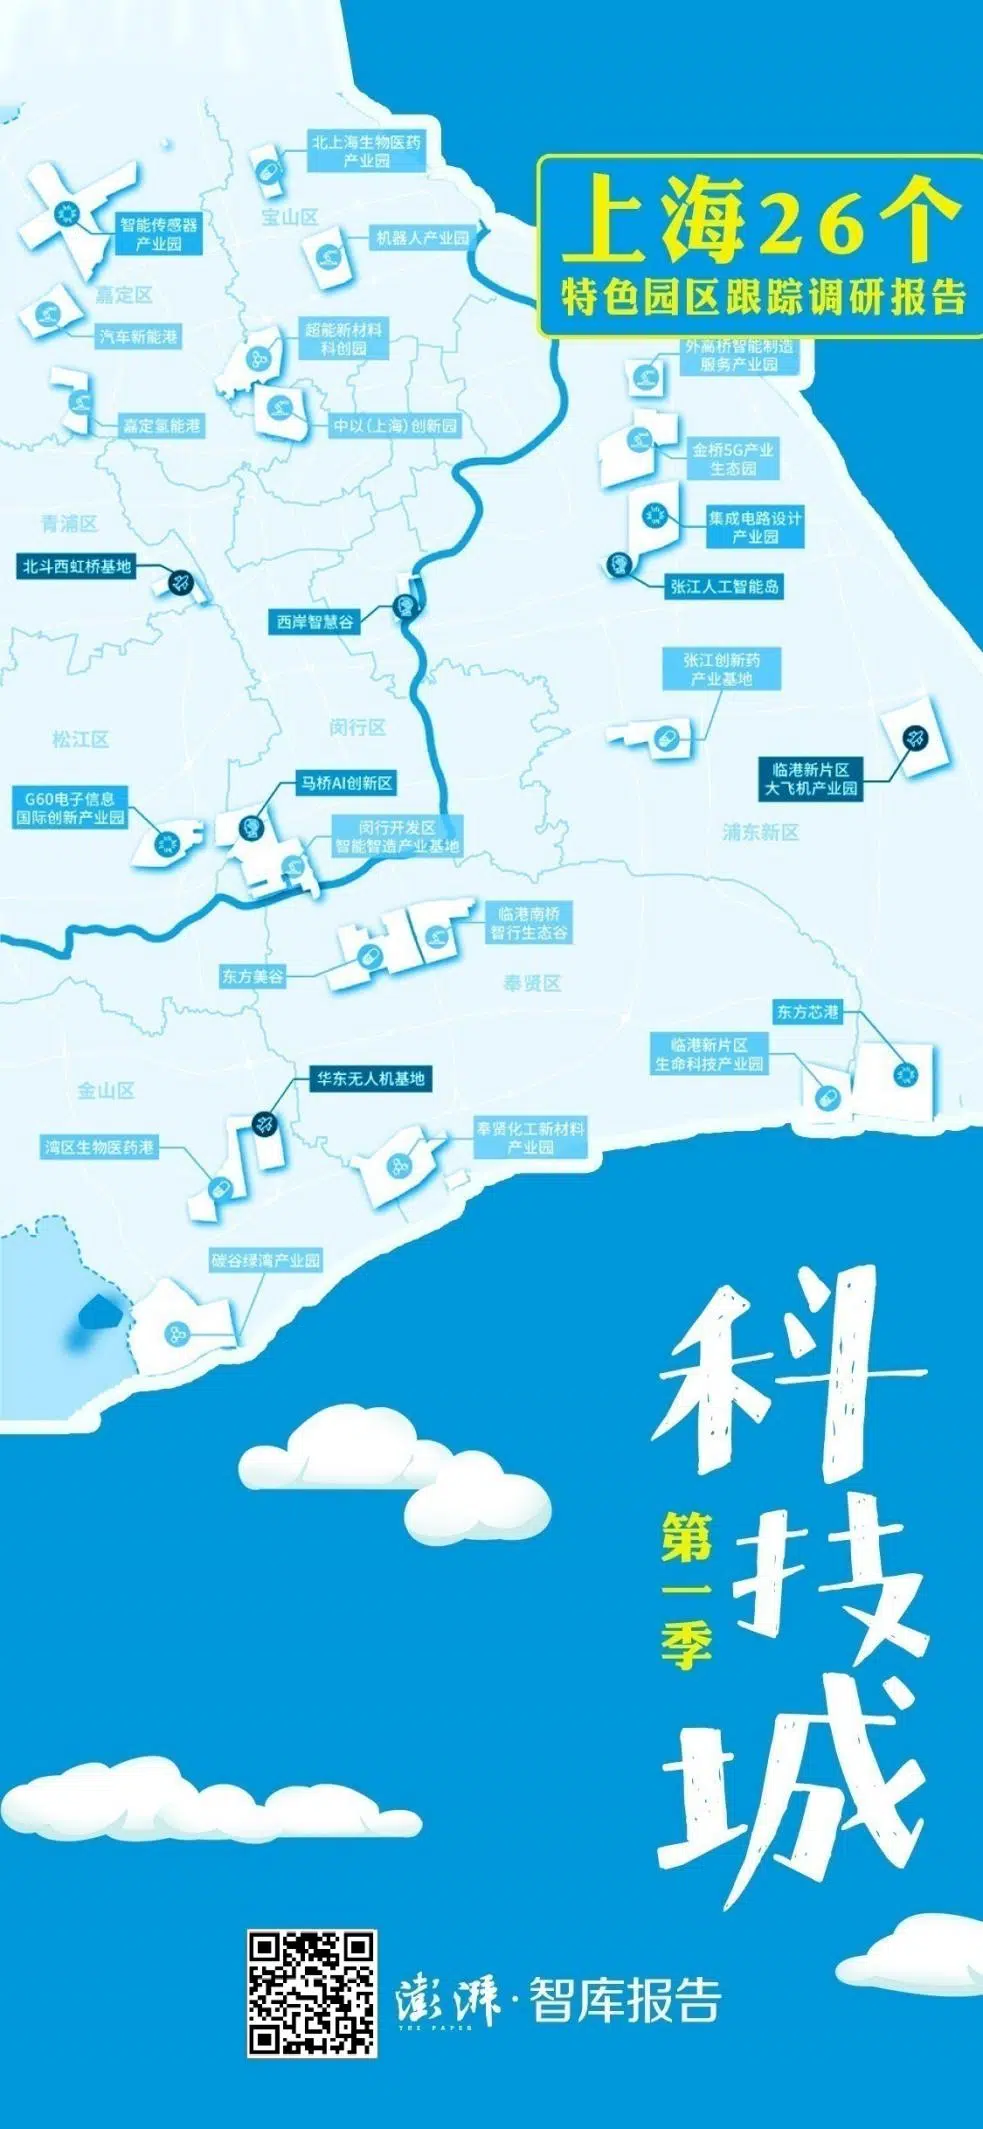 北上海生物医药
产业园
上海26个
特色园区跟踪调研报告
宝山区
智能传感器
产业园
机器人产业园
嘉定区
汽车新能港
超能新材料
科创园
外高桥智能制造
服务产业园
嘉定氢能港
中以(上海)创新园
金桥5G产业
生态园
青浦区
集成电路设计
产业园
北斗西虹桥基地
张江人工智能岛
西岸智慧谷
张江创新药
产业基地
松江区
闵行区
临港新片区
大飞机产业园
马桥AI创新区
G60电子信息
国际创新产业园
闵行开发区
智能智造产业基地
浦东新区
临港南桥
智行生态谷
东方美谷
奉贤区
东方芯港
临港新片区
生命科技产业园
华东无人机基地
金山区
奉贤化工新材料
产业园
湾区生物医药港
碳谷绿湾产业园
科技城
第一季
澎湃·智库报告
THE PAPER